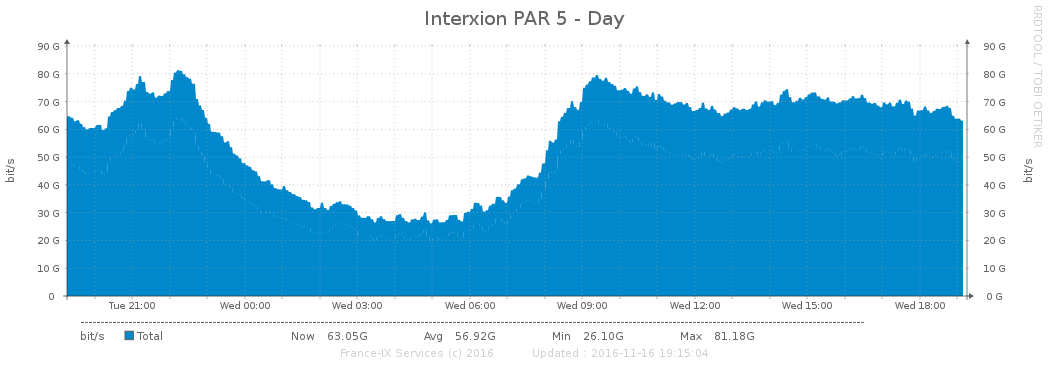 Interxion PAR 5 - Day
RRDTOOL / TOBI OETIKER
90 G 90 G
80 G 80 G
70 G 70 G
60 G 60 G
50 G 50 G
40 G 40 G
30 G 30 G
20 G 20 G
10 G 10 G
0 0 G
bit/s
bit/s
Tue 21:00 Wed 00:00 Wed 03:00 Wed 06:00 Wed 09:00 Wed 12:00 Wed 15:00 Wed 18:00
bit/s Total Now 63.05G Avg 56.92G Min 26.10G Max 81.18G
France-IX Services (c) 2016 Updated : 2016-11-16 19:15:04